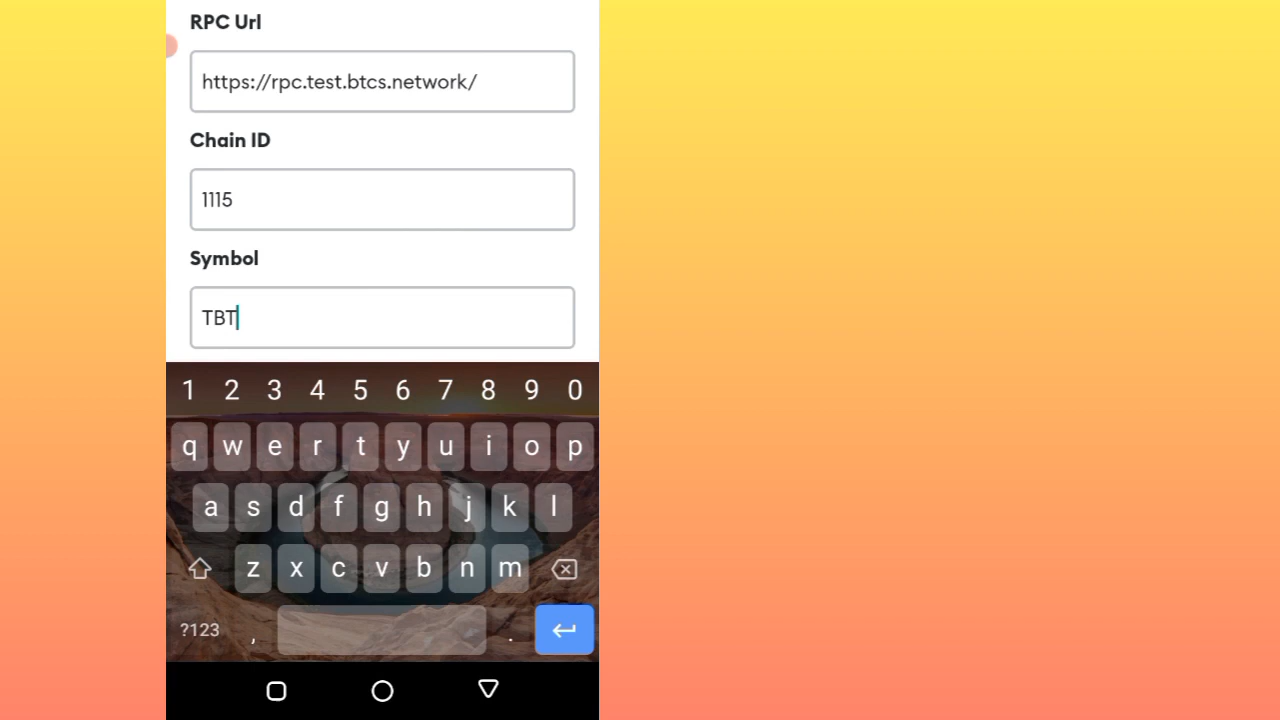 RPC Url
https://rpc.test.btcs.network/
Chain ID
1115
Symbol
TBT
1 2 3 4 5 6 7 8 9 0
q w e r t y u i o p
a s d f g h j k l
z x c v b n m
?123 , .